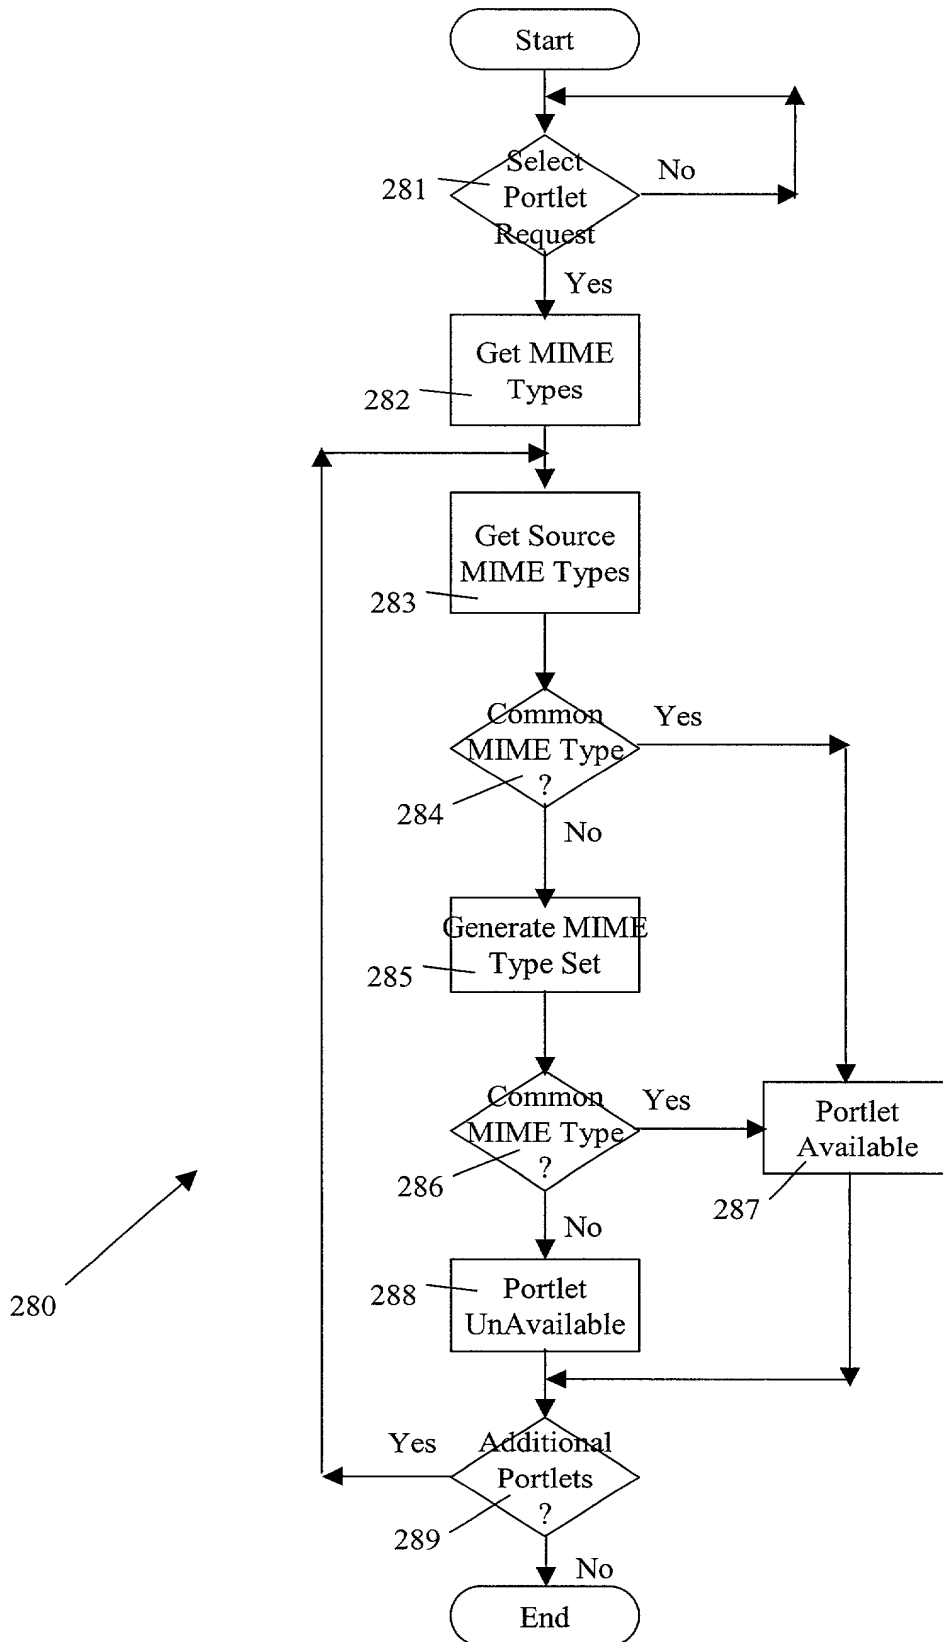 Start
Select
Portlet
Request
281
No
Yes
Get MIME
Types
282
Get Source
MIME Types
283
Common
MIME Type
?
284
Yes
No
Generate MIME
Type Set
285
Common
MIME Type
?
286
Yes
Portlet
Available
287
No
280
288
Portlet
UnAvailable
Yes
Additional
Portlets
?
289
No
End